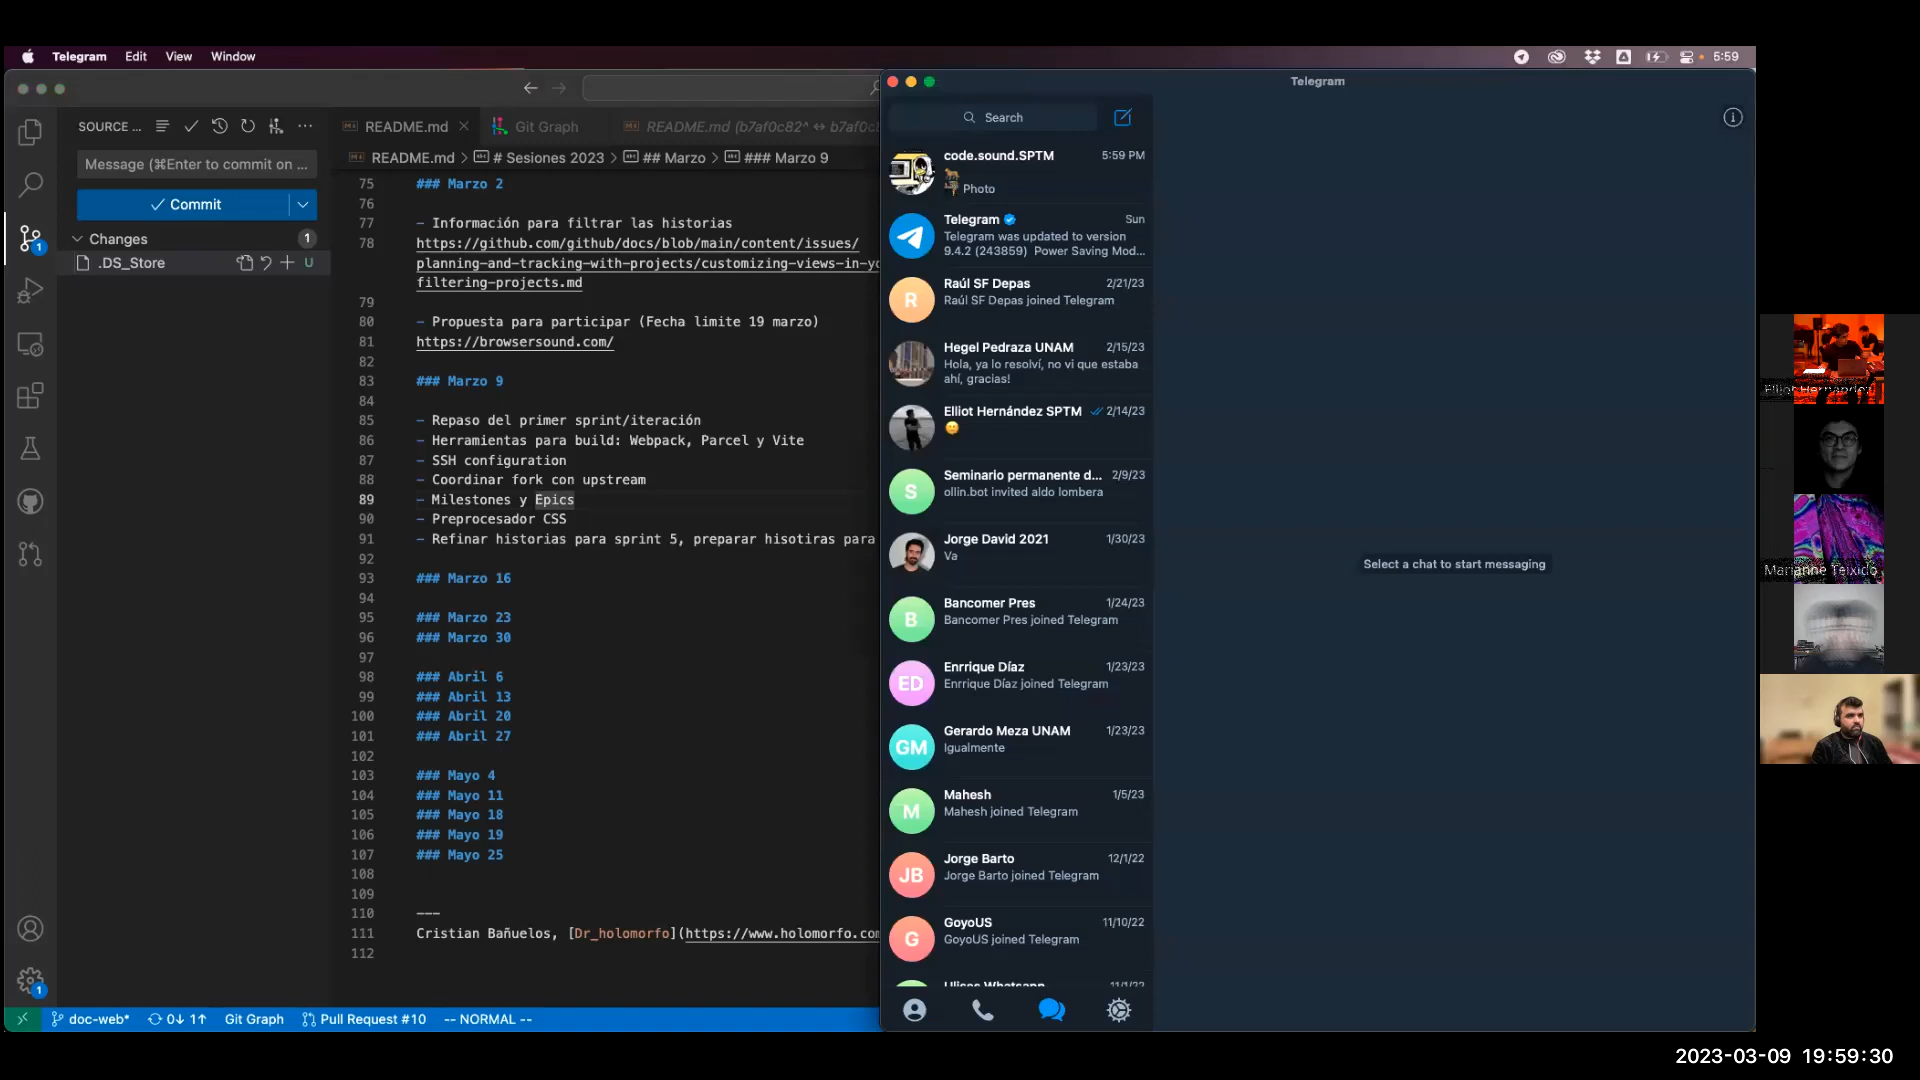 Telegram Edit View Window
5:59
SOURCE ...
Message (⌘Enter to commit on ...
Commit
Changes 1
.DS_Store U
1
1
README.md
Git Graph
README.md (b7af0c82^ ↔ b7af0c8
README.md > # Sesiones 2023 > ## Marzo > ### Marzo 9
75 ### Marzo 2
76
77 - Información para filtrar las historias
78 https://github.com/github/docs/blob/main/content/issues/
planning-and-tracking-with-projects/customizing-views-in-yo
filtering-projects.md
79
80 - Propuesta para participar (Fecha limite 19 marzo)
81 https://browsersound.com/
82
83 ### Marzo 9
84
85 - Repaso del primer sprint/iteración
86 - Herramientas para build: Webpack, Parcel y Vite
87 - SSH configuration
88 - Coordinar fork con upstream
89 - Milestones y Epics
90 - Preprocesador CSS
91 - Refinar historias para sprint 5, preparar hisotiras para
92
93 ### Marzo 16
94
95 ### Marzo 23
96 ### Marzo 30
97
98 ### Abril 6
99 ### Abril 13
100 ### Abril 20
101 ### Abril 27
102
103 ### Mayo 4
104 ### Mayo 11
105 ### Mayo 18
106 ### Mayo 19
107 ### Mayo 25
108
109
110 ---
111 Cristian Bañuelos, [Dr_holomorfo](https://www.holomorfo.com
112
doc-web* 0↓ 1↑ Git Graph Pull Request #10 -- NORMAL --
Telegram
Search
code.sound.SPTM 5:59 PM
Photo
Telegram Sun
Telegram was updated to version
9.4.2 (243859) Power Saving Mod...
R
Raúl SF Depas 2/21/23
Raúl SF Depas joined Telegram
Hegel Pedraza UNAM 2/15/23
Hola, ya lo resolví, no vi que estaba
ahí, gracias!
Elliot Hernández SPTM 2/14/23
S
Seminario permanente d... 2/9/23
ollin.bot invited aldo lombera
Jorge David 2021 1/30/23
Va
B
Bancomer Pres 1/24/23
Bancomer Pres joined Telegram
ED
Enrrique Díaz 1/23/23
Enrrique Díaz joined Telegram
GM
Gerardo Meza UNAM 1/23/23
Igualmente
M
Mahesh 1/5/23
Mahesh joined Telegram
JB
Jorge Barto 12/1/22
Jorge Barto joined Telegram
G
GoyoUS 11/10/22
GoyoUS joined Telegram
Select a chat to start messaging
Elliot Hernández
Marianne Teixido
2023-03-09 19:59:30